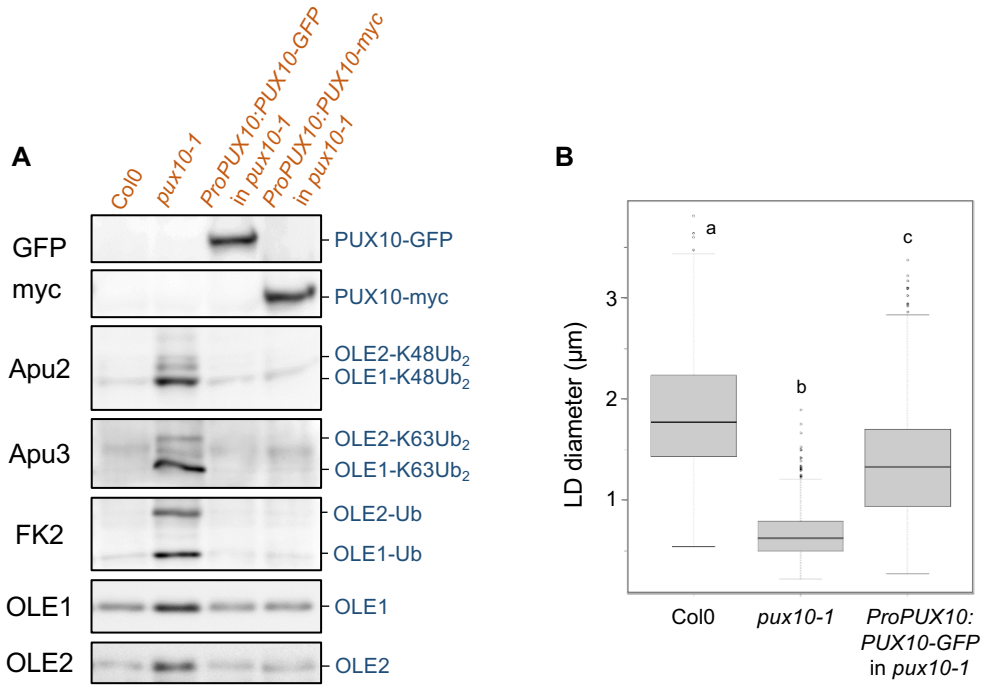 A
Col0
pux10-1
ProPUX10:PUX10-GFP
in pux10-1
ProPUX10:PUX10-myc
in pux10-1
GFP
PUX10-GFP
myc
PUX10-myc
Apu2
OLE2-K48Ub₂
OLE1-K48Ub₂
Apu3
OLE2-K63Ub₂
OLE1-K63Ub₂
FK2
OLE2-Ub
OLE1-Ub
OLE1
OLE1
OLE2
OLE2
B
a
b
c
3
2
1
LD diameter (µm)
Col0
pux10-1
ProPUX10:
PUX10-GFP
in pux10-1